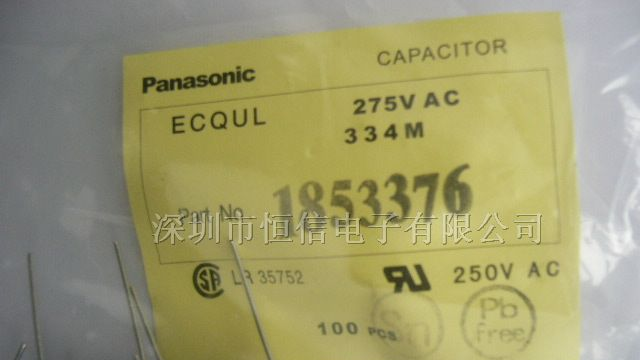 Panasonic
CAPACITOR
ECQUL
275V AC
334M
Part No. 1853376
深圳市恒信电子有限公司
LR 35752
250V AC
100 PCS
Sn
Pb
free